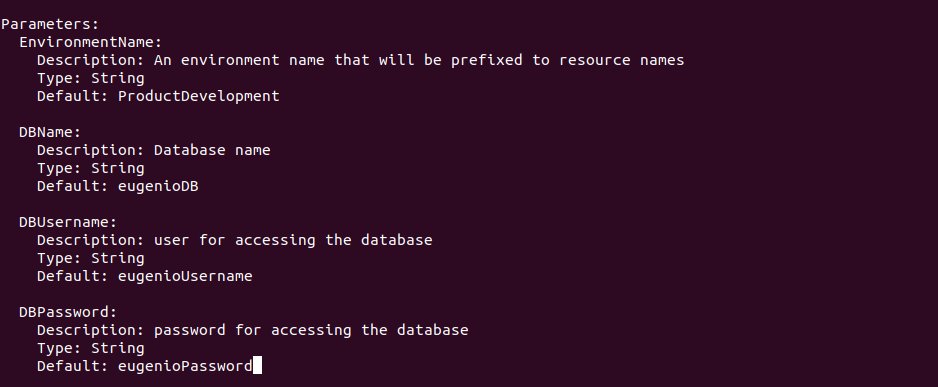 Parameters:
  EnvironmentName:
    Description: An environment name that will be prefixed to resource names
    Type: String
    Default: ProductDevelopment

  DBName:
    Description: Database name
    Type: String
    Default: eugenioDB

  DBUsername:
    Description: user for accessing the database
    Type: String
    Default: eugenioUsername

  DBPassword:
    Description: password for accessing the database
    Type: String
    Default: eugenioPassword